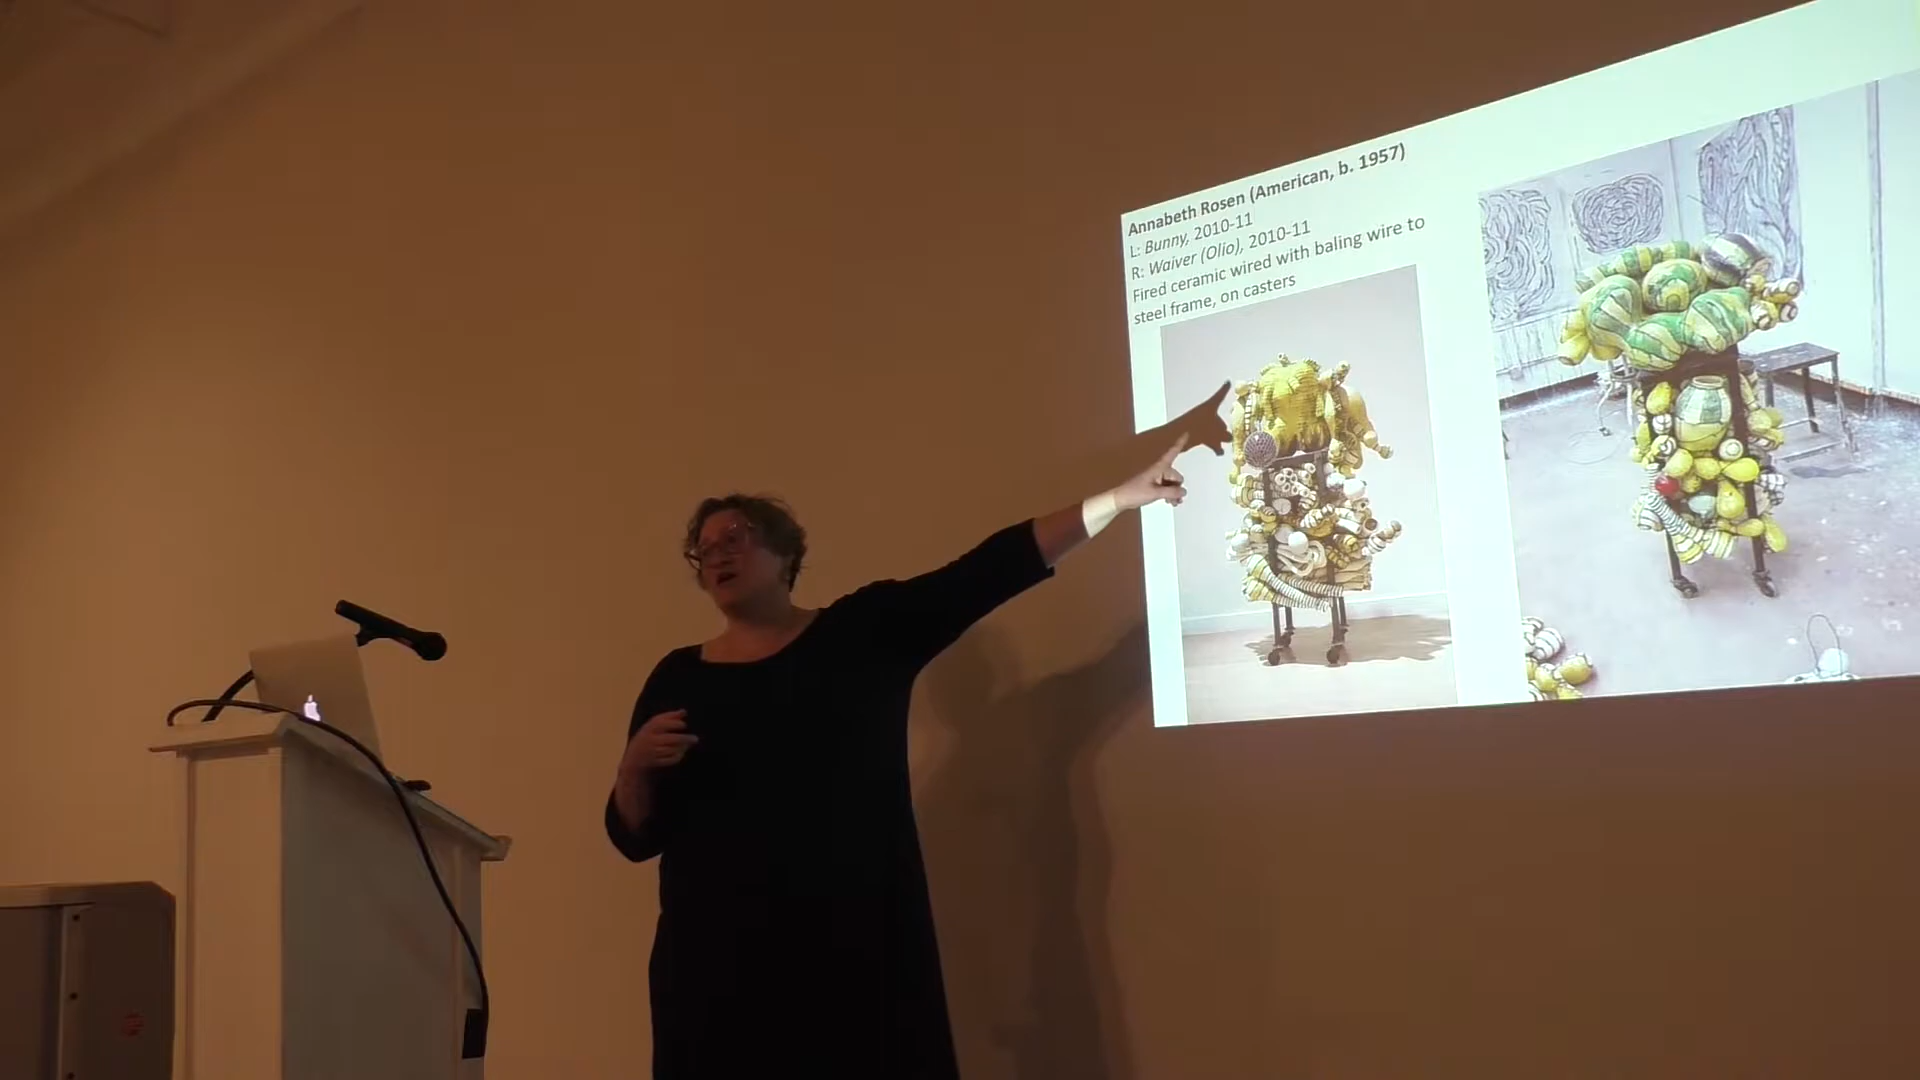 Annabeth Rosen (American, b. 1957)
L: Bunny, 2010-11
R: Waiver (Olio), 2010-11
Fired ceramic wired with baling wire to
steel frame, on casters